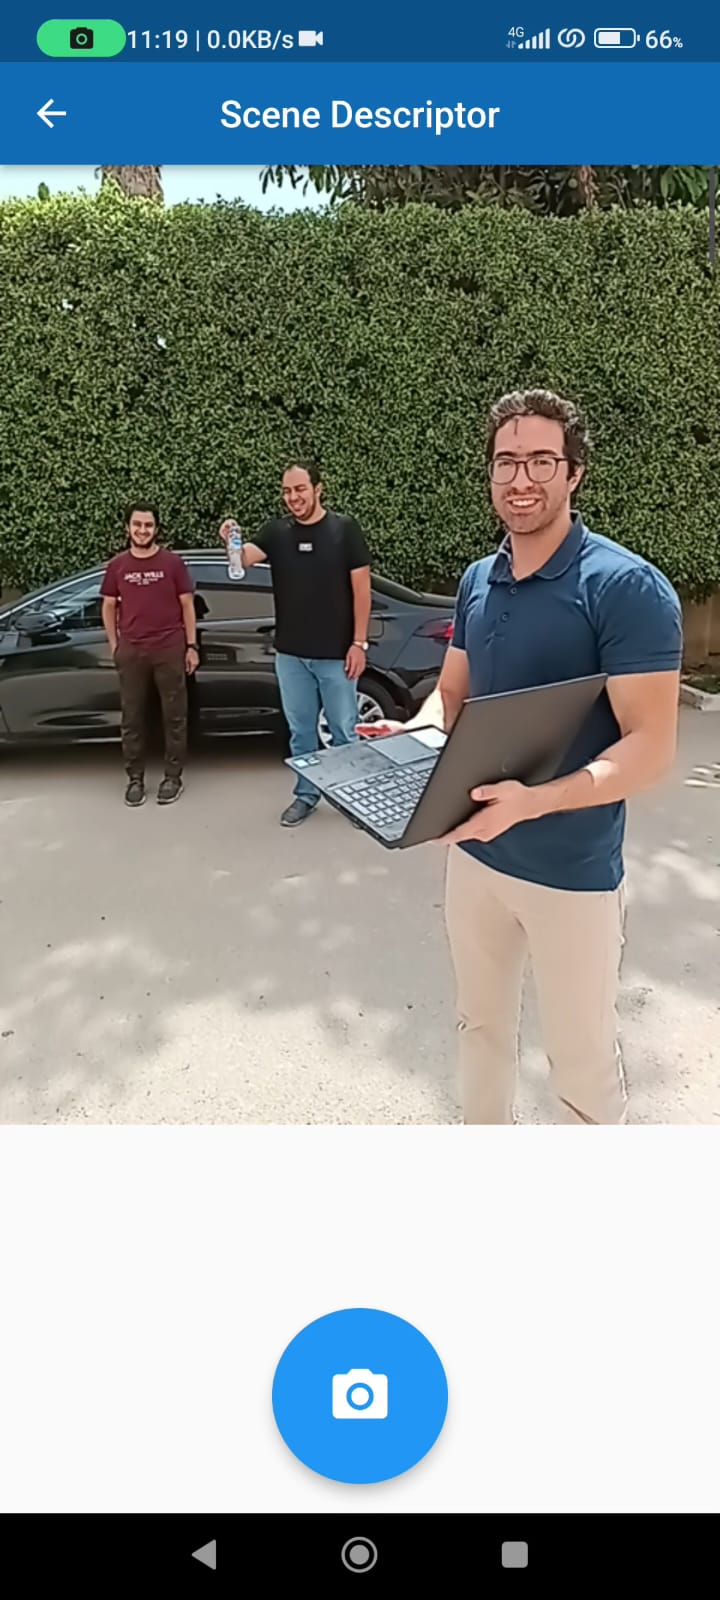 11:19 | 0.0KB/s
4G
66%
Scene Descriptor
JACK WILLS